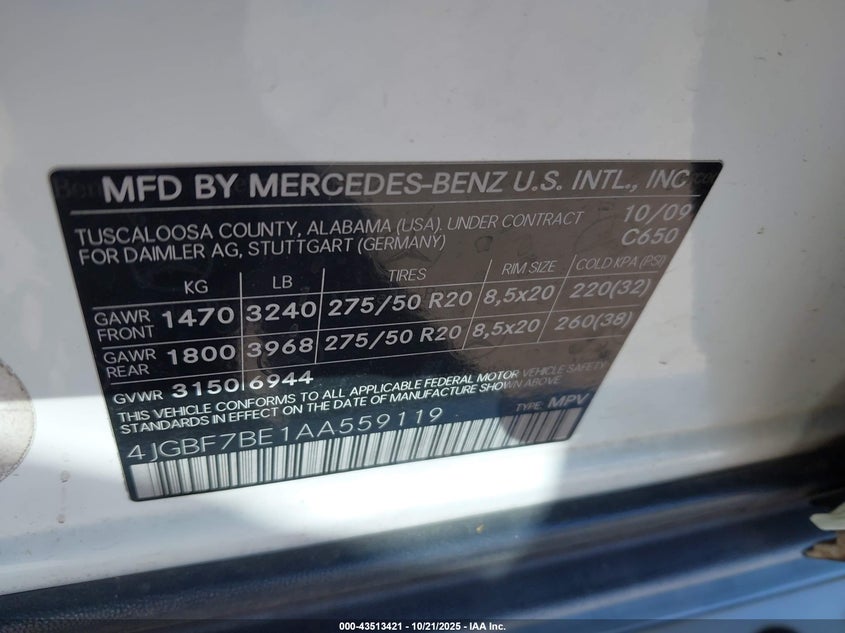 MFD BY MERCEDES-BENZ U.S. INTL., INC
TUSCALOOSA COUNTY, ALABAMA (USA). UNDER CONTRACT 10/09
FOR DAIMLER AG, STUTTGART (GERMANY) C650
KG LB TIRES RIM SIZE COLD KPA (PSI)
GAWR FRONT 1470 3240 275/50 R20 8,5x20 220(32)
GAWR REAR 1800 3968 275/50 R20 8,5x20 260(38)
GVWR 3150 6944
THIS VEHICLE CONFORMS TO ALL APPLICABLE FEDERAL MOTOR VEHICLE SAFETY
STANDARDS IN EFFECT ON THE DATE OF MANUFACTURE SHOWN ABOVE
4JGBF7BE1AA559119 TYPE: MPV
000-43513421 - 10/21/2025 - IAA Inc.